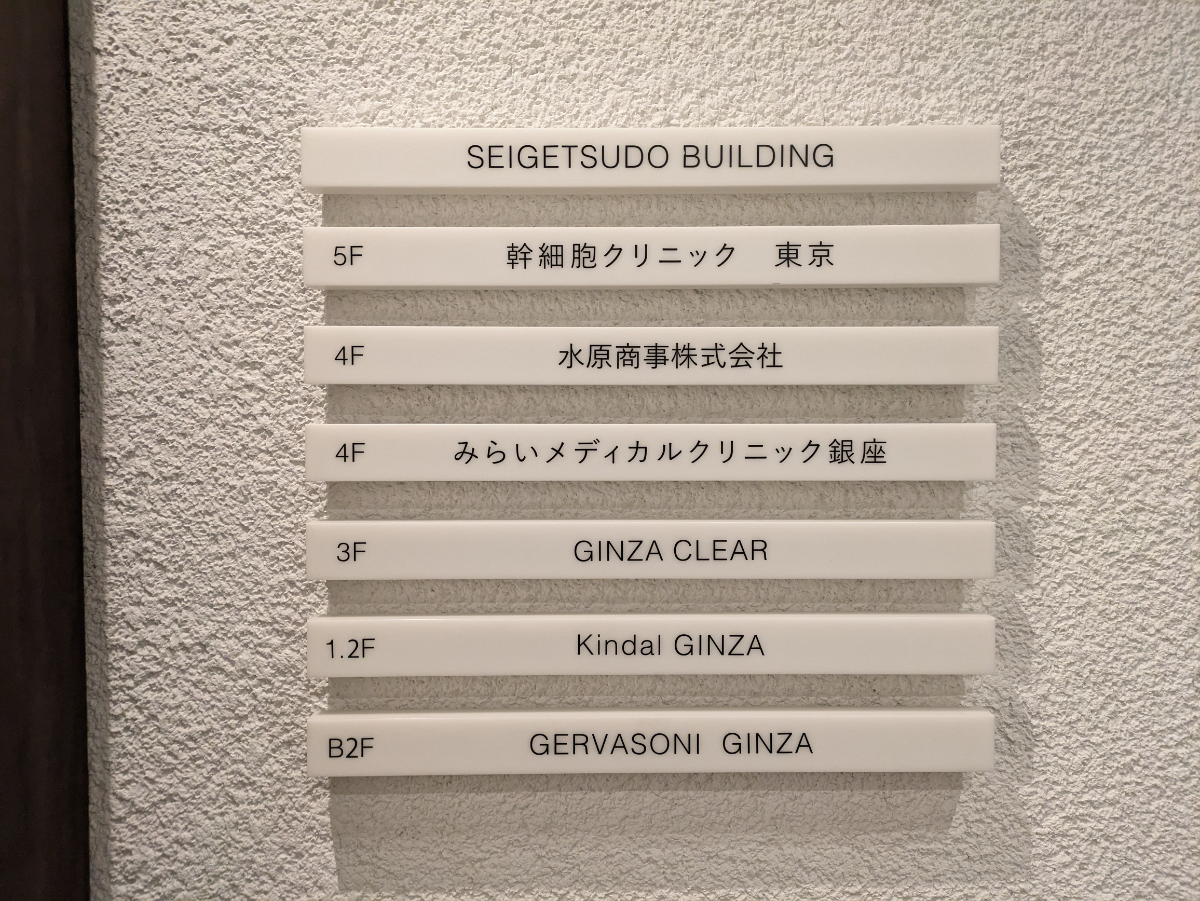 SEIGETSUDO BUILDING
5F 幹細胞クリニック　東京
4F 水原商事株式会社
4F みらいメディカルクリニック銀座
3F GINZA CLEAR
1.2F Kindal GINZA
B2F GERVASONI GINZA